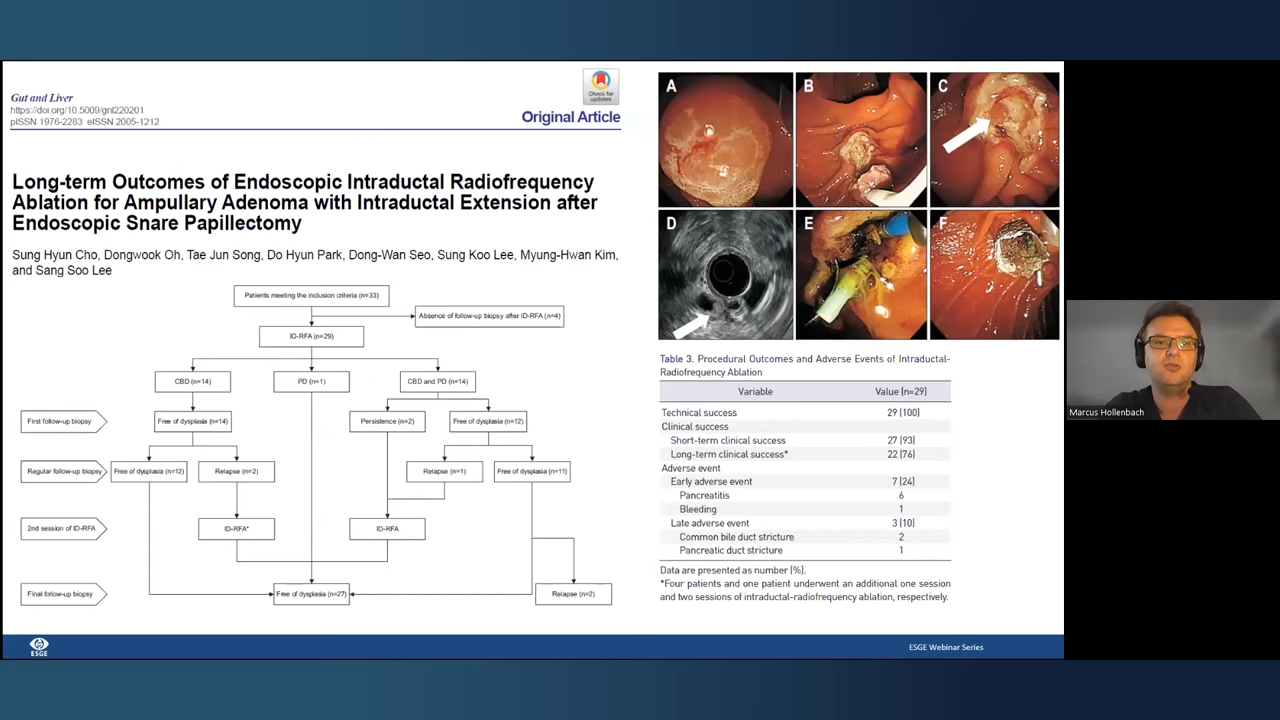 Gut and Liver
https://doi.org/10.5009/gnl220201
pISSN 1976-2283 eISSN 2005-1212
Check for
updates
Original Article
Long-term Outcomes of Endoscopic Intraductal Radiofrequency
Ablation for Ampullary Adenoma with Intraductal Extension after
Endoscopic Snare Papillectomy
Sung Hyun Cho, Dongwook Oh, Tae Jun Song, Do Hyun Park, Dong-Wan Seo, Sung Koo Lee, Myung-Hwan Kim,
and Sang Soo Lee
Patients meeting the inclusion criteria (n=33)
Absence of follow-up biopsy after ID-RFA (n=4)
ID-RFA (n=29)
CBD (n=14)
PD (n=1)
CBD and PD (n=14)
First follow-up biopsy
Free of dysplasia (n=14)
Persistence (n=2)
Free of dysplasia (n=12)
Regular follow-up biopsy
Free of dysplasia (n=12)
Relapse (n=2)
Relapse (n=1)
Free of dysplasia (n=11)
2nd session of ID-RFA
ID-RFA*
ID-RFA
Final follow-up biopsy
Free of dysplasia (n=27)
Relapse (n=2)
A
B
C
D
E
F
Table 3. Procedural Outcomes and Adverse Events of Intraductal-
Radiofrequency Ablation
Variable Value (n=29)
Technical success 29 (100)
Clinical success
Short-term clinical success 27 (93)
Long-term clinical success* 22 (76)
Adverse event
Early adverse event 7 (24)
Pancreatitis 6
Bleeding 1
Late adverse event 3 (10)
Common bile duct stricture 2
Pancreatic duct stricture 1
Data are presented as number (%).
*Four patients and one patient underwent an additional one session
and two sessions of intraductal-radiofrequency ablation, respectively.
Marcus Hollenbach
ESGE
ESGE Webinar Series